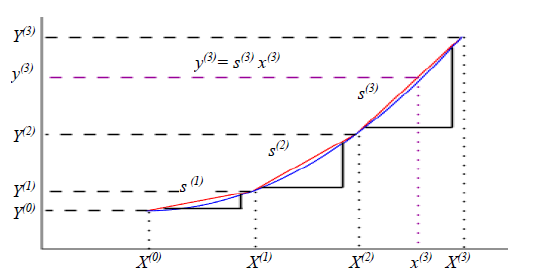 Y(3)
y(3)= s(3) x(3)
y(3)
s(3)
Y(2)
s(2)
Y(1)
s(1)
Y(0)
X(0) X(1) X(2) x(3) X(3)